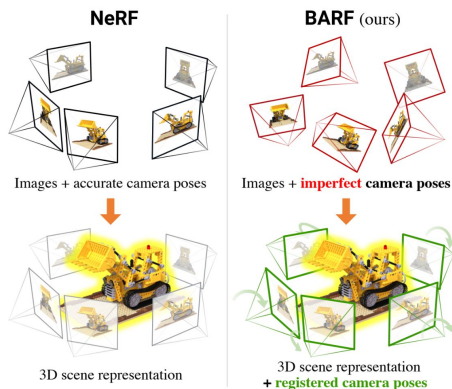 NeRF
BARF (ours)
Images + accurate camera poses
Images + imperfect camera poses
3D scene representation
3D scene representation
+ registered camera poses